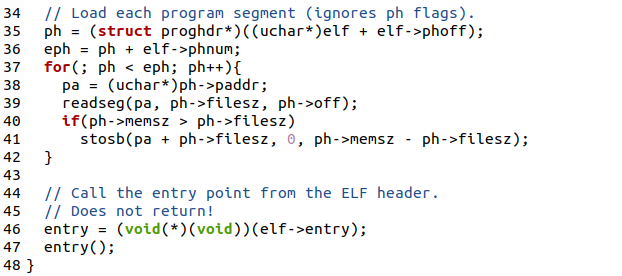 34   // Load each program segment (ignores ph flags).
35   ph = (struct proghdr*)((uchar*)elf + elf->phoff);
36   eph = ph + elf->phnum;
37   for(; ph < eph; ph++){
38     pa = (uchar*)ph->paddr;
39     readseg(pa, ph->filesz, ph->off);
40     if(ph->memsz > ph->filesz)
41       stosb(pa + ph->filesz, 0, ph->memsz - ph->filesz);
42   }
43
44   // Call the entry point from the ELF header.
45   // Does not return!
46   entry = (void(*)(void))(elf->entry);
47   entry();
48 }